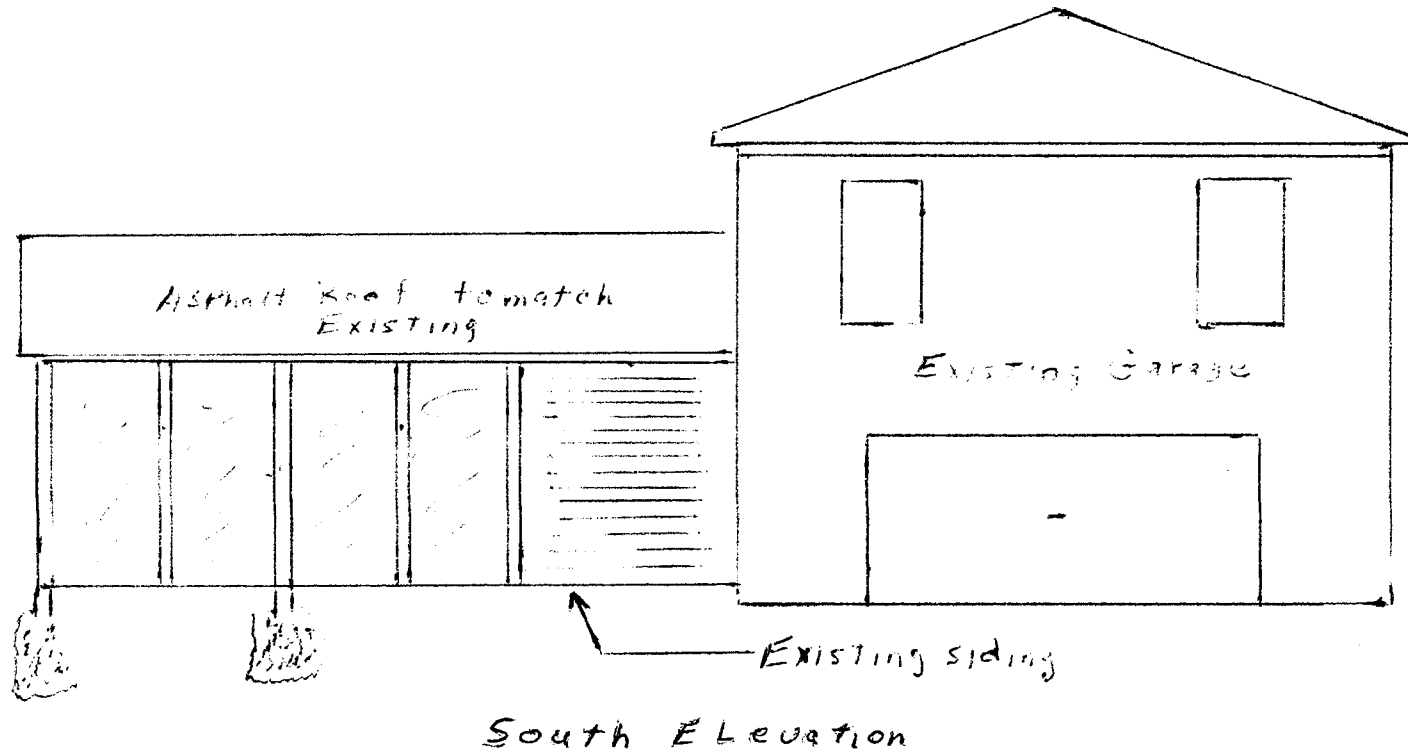 Asphalt Roof to match
Existing
Existing Garage
Existing siding
South ELevation